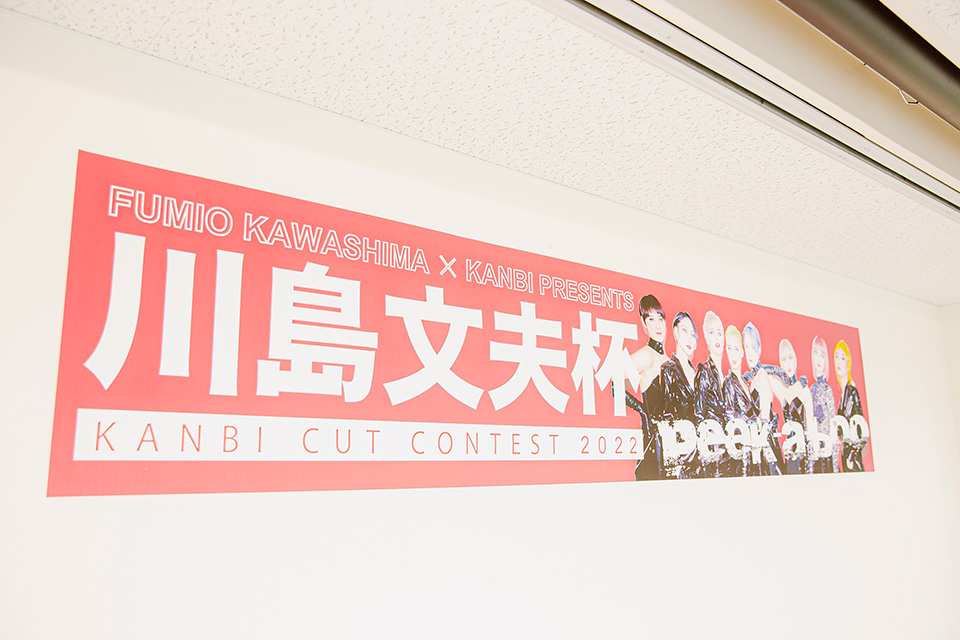 FUMIO KAWASHIMA × KANBI PRESENTS
川島文夫杯
KANBI CUT CONTEST 2022
peek-a-boo